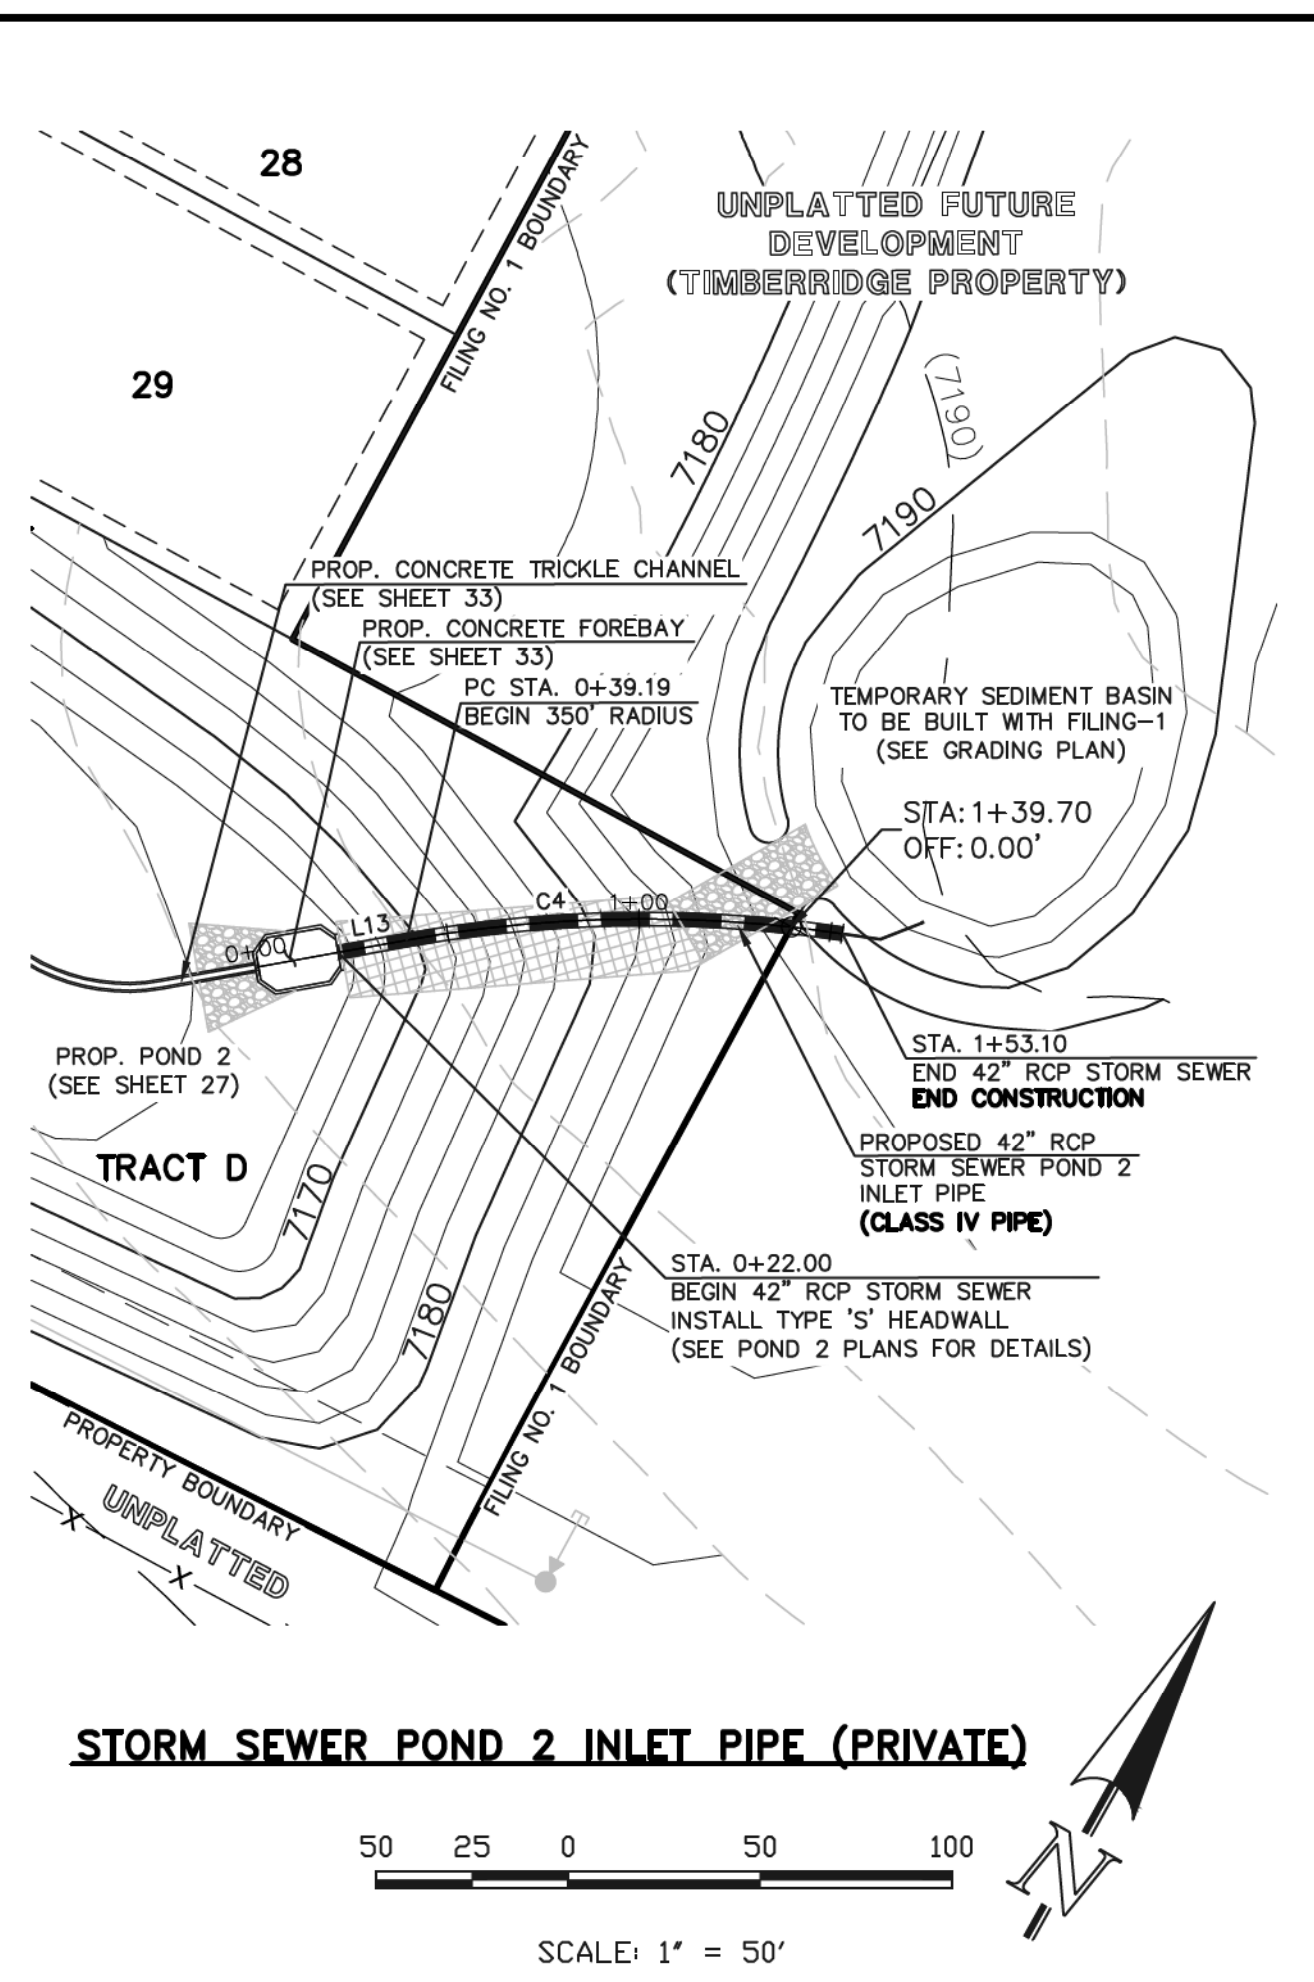 28
UNPLATTED FUTURE
DEVELOPMENT
(TIMBERRIDGE PROPERTY)
FILING NO. 1 BOUNDARY
29
(7190)
7180
7190
PROP. CONCRETE TRICKLE CHANNEL
(SEE SHEET 33)
PROP. CONCRETE FOREBAY
(SEE SHEET 33)
PC STA. 0+39.19
BEGIN 350' RADIUS
TEMPORARY SEDIMENT BASIN
TO BE BUILT WITH FILING-1
(SEE GRADING PLAN)
STA: 1+39.70
OFF: 0.00'
C4
1+00
L13
0+00
PROP. POND 2
(SEE SHEET 27)
STA. 1+53.10
END 42" RCP STORM SEWER
END CONSTRUCTION
PROPOSED 42" RCP
STORM SEWER POND 2
INLET PIPE
(CLASS IV PIPE)
TRACT D
7170
STA. 0+22.00
BEGIN 42" RCP STORM SEWER
INSTALL TYPE 'S' HEADWALL
(SEE POND 2 PLANS FOR DETAILS)
7180
FILING NO. 1 BOUNDARY
PROPERTY BOUNDARY
UNPLATTED
X
X
STORM SEWER POND 2 INLET PIPE (PRIVATE)
50 25 0 50 100
N
SCALE: 1" = 50'